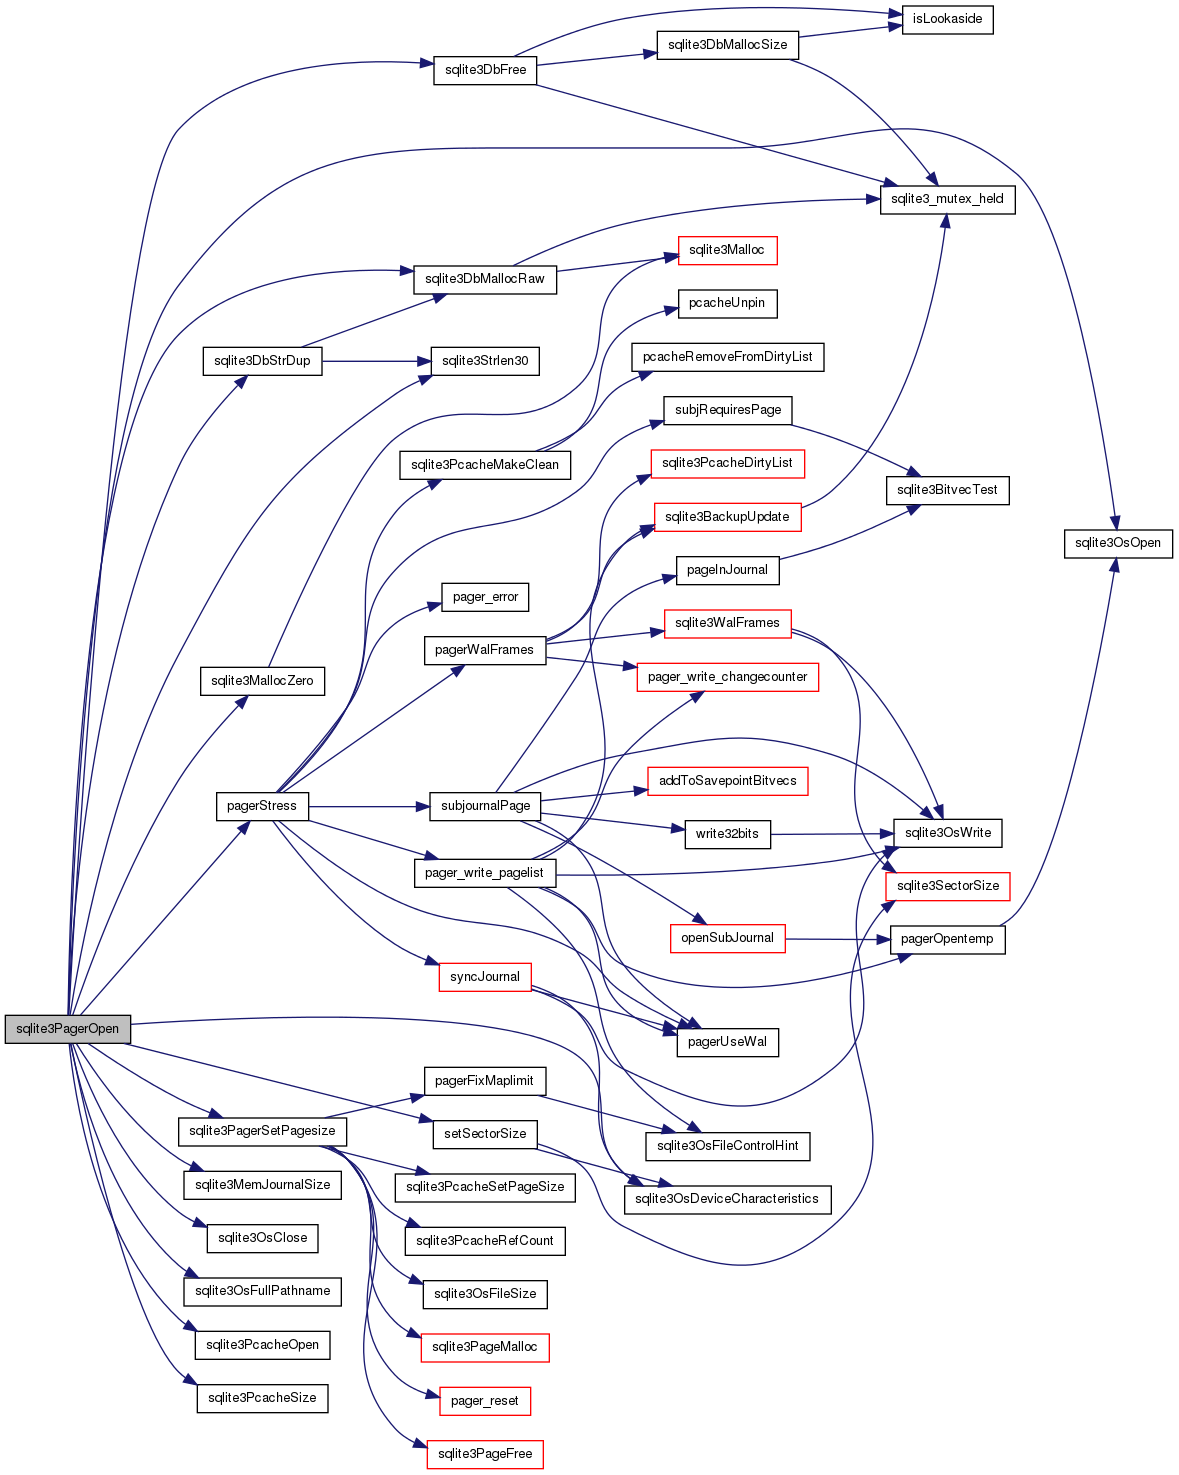 isLookaside
sqlite3DbMallocSize
sqlite3DbFree
sqlite3_mutex_held
sqlite3Malloc
sqlite3DbMallocRaw
pcacheUnpin
pcacheRemoveFromDirtyList
sqlite3DbStrDup
sqlite3Strlen30
subjRequiresPage
sqlite3PcacheMakeClean
sqlite3PcacheDirtyList
sqlite3BitvecTest
sqlite3BackupUpdate
sqlite3OsOpen
pageInJournal
pager_error
sqlite3WalFrames
pagerWalFrames
pager_write_changecounter
sqlite3MallocZero
addToSavepointBitvecs
pagerStress
subjournalPage
write32bits
sqlite3OsWrite
pager_write_pagelist
sqlite3SectorSize
openSubJournal
pagerOpentemp
syncJournal
sqlite3PagerOpen
pagerUseWal
pagerFixMaplimit
sqlite3PagerSetPagesize
setSectorSize
sqlite3OsFileControlHint
sqlite3MemJournalSize
sqlite3PcacheSetPageSize
sqlite3OsDeviceCharacteristics
sqlite3OsClose
sqlite3PcacheRefCount
sqlite3OsFullPathname
sqlite3OsFileSize
sqlite3PcacheOpen
sqlite3PageMalloc
sqlite3PcacheSize
pager_reset
sqlite3PageFree